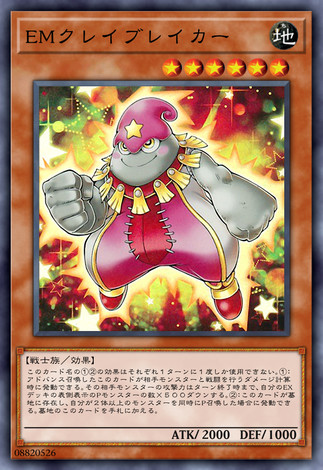 EMクレイブレイカー
地
【戦士族／効果】
このカード名の①②の効果はそれぞれ１ターンに１度しか使用できない。①:
アドバンス召喚したこのカードが相手モンスターと戦闘を行うダメージ計算
時に発動できる。その相手モンスターの攻撃力はターン終了時まで、自分のEX
デッキの表側表示のPモンスターの数×５００ダウンする。②:このカードが墓
地に存在し、自分が２体以上のモンスターを同時にP召喚した場合に発動でき
る。墓地のこのカードを手札に加える。
ATK/ 2000 DEF/1000
08820526